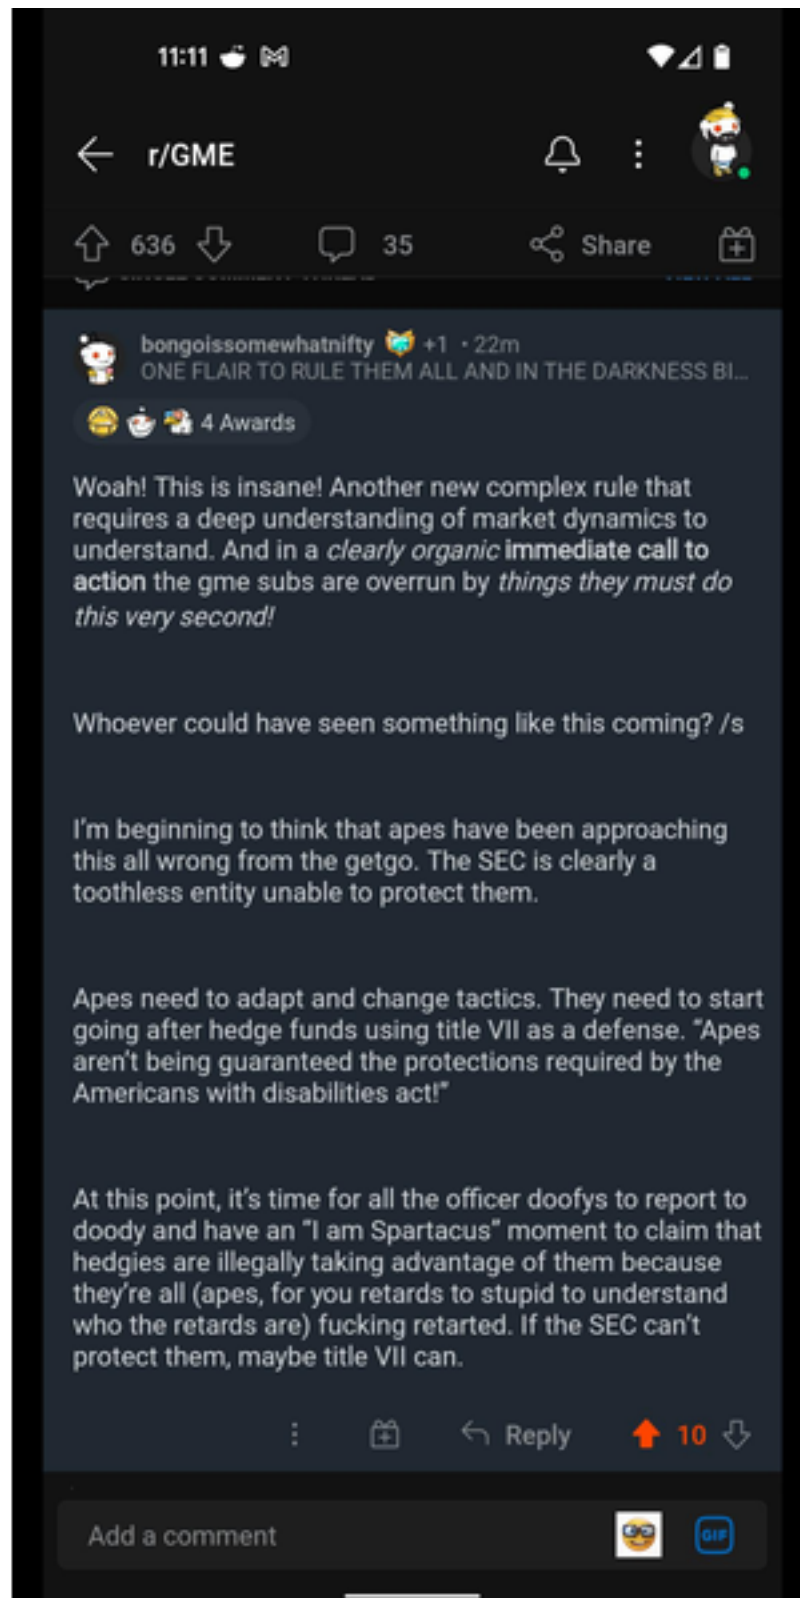 11:11
r/GME
636
35
Share
bongoissomewhatnifty +1 • 22m
ONE FLAIR TO RULE THEM ALL AND IN THE DARKNESS BI...
4 Awards
Woah! This is insane! Another new complex rule that
requires a deep understanding of market dynamics to
understand. And in a clearly organic immediate call to
action the gme subs are overrun by things they must do
this very second!
Whoever could have seen something like this coming? /s
I'm beginning to think that apes have been approaching
this all wrong from the getgo. The SEC is clearly a
toothless entity unable to protect them.
Apes need to adapt and change tactics. They need to start
going after hedge funds using title VII as a defense. “Apes
aren't being guaranteed the protections required by the
Americans with disabilities act!”
At this point, it's time for all the officer doofys to report to
doody and have an “I am Spartacus” moment to claim that
hedgies are illegally taking advantage of them because
they're all (apes, for you retards to stupid to understand
who the retards are) fucking retarted. If the SEC can't
protect them, maybe title VII can.
Reply
10
Add a comment
GIF